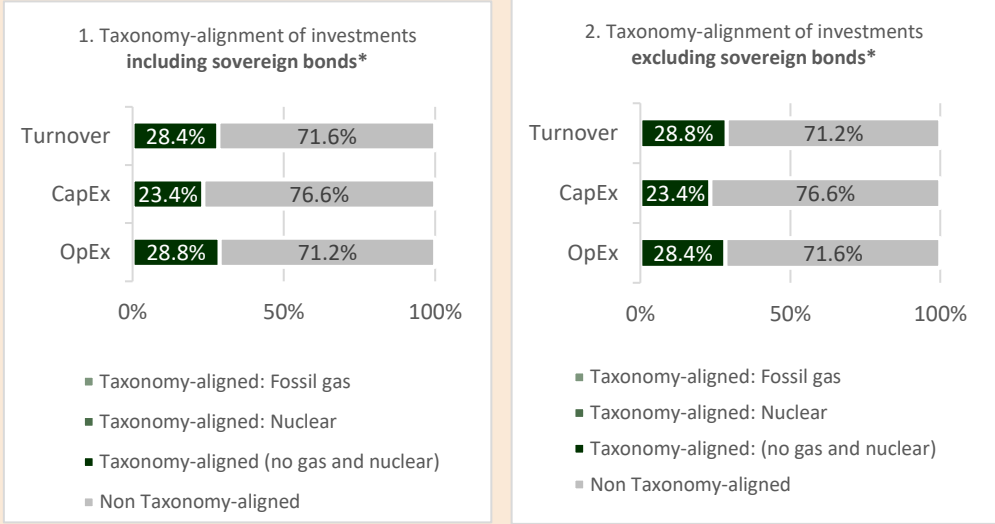 1. Taxonomy-alignment of investments
including sovereign bonds*
Turnover 28.4% 71.6%
CapEx 23.4% 76.6%
OpEx 28.8% 71.2%
0% 50% 100%
Taxonomy-aligned: Fossil gas
Taxonomy-aligned: Nuclear
Taxonomy-aligned (no gas and nuclear)
Non Taxonomy-aligned
2. Taxonomy-alignment of investments
excluding sovereign bonds*
Turnover 28.8% 71.2%
CapEx 23.4% 76.6%
OpEx 28.4% 71.6%
0% 50% 100%
Taxonomy-aligned: Fossil gas
Taxonomy-aligned: Nuclear
Taxonomy-aligned: (no gas and nuclear)
Non Taxonomy-aligned